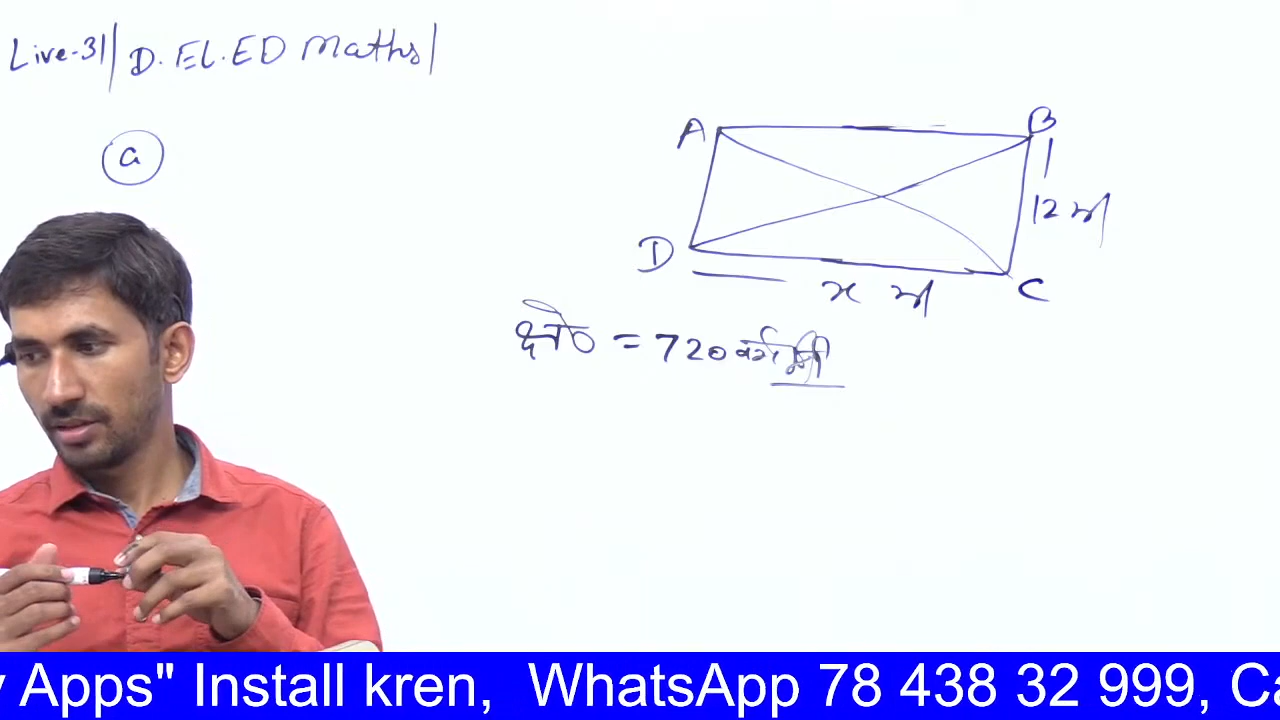 Live-31| D.EL.ED Maths|
a
A
B
12 मी
D
x मी
C
क्षे० = 720 वर्ग मी
y Apps" Install kren, WhatsApp 78 438 32 999, Ca